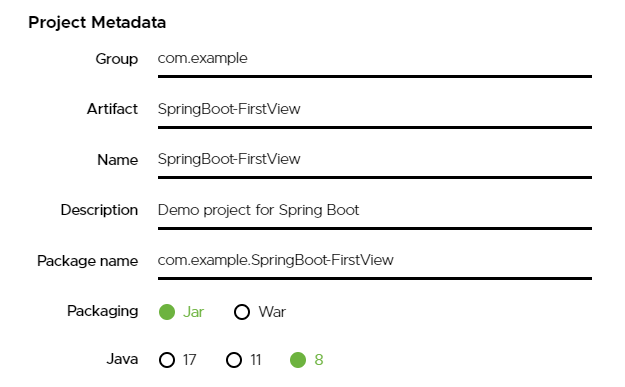 Project Metadata
Group com.example
Artifact SpringBoot-FirstView
Name SpringBoot-FirstView
Description Demo project for Spring Boot
Package name com.example.SpringBoot-FirstView
Packaging Jar War
Java 17 11 8